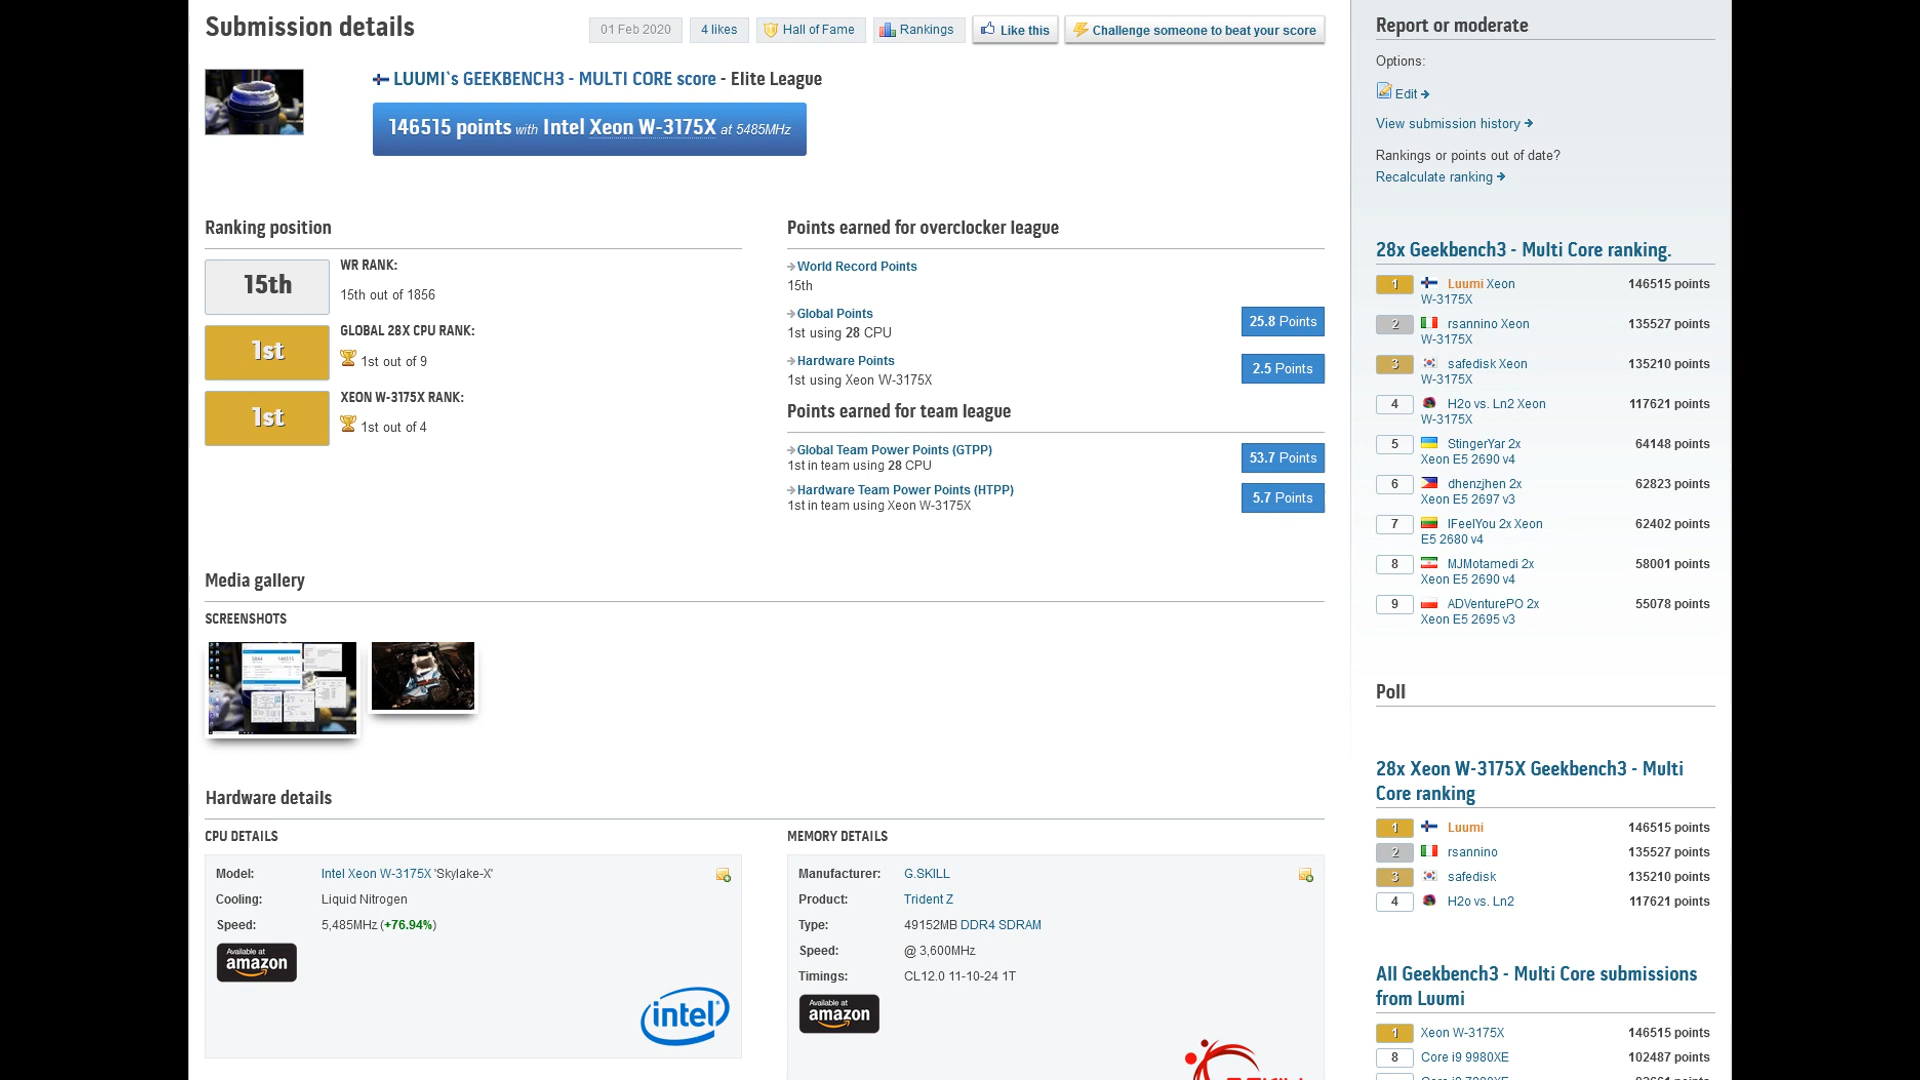 Submission details
01 Feb 2020
4 likes
Hall of Fame
Rankings
Like this
Challenge someone to beat your score
LUUMI`s GEEKBENCH3 - MULTI CORE score - Elite League
146515 points with Intel Xeon W-3175X at 5485MHz
Ranking position
15th
WR RANK:
15th out of 1856
1st
GLOBAL 28X CPU RANK:
1st out of 9
1st
XEON W-3175X RANK:
1st out of 4
Points earned for overclocker league
World Record Points
15th
Global Points
1st using 28 CPU
25.8 Points
Hardware Points
1st using Xeon W-3175X
2.5 Points
Points earned for team league
Global Team Power Points (GTPP)
1st in team using 28 CPU
53.7 Points
Hardware Team Power Points (HTPP)
1st in team using Xeon W-3175X
5.7 Points
Media gallery
SCREENSHOTS
Hardware details
CPU DETAILS
Model: Intel Xeon W-3175X 'Skylake-X'
Cooling: Liquid Nitrogen
Speed: 5,485MHz (+76.94%)
Available at
amazon
intel
MEMORY DETAILS
Manufacturer: G.SKILL
Product: Trident Z
Type: 49152MB DDR4 SDRAM
Speed: @ 3,600MHz
Timings: CL12.0 11-10-24 1T
Available at
amazon
Report or moderate
Options:
Edit
View submission history
Rankings or points out of date?
Recalculate ranking
28x Geekbench3 - Multi Core ranking.
1 Luumi Xeon 146515 points
W-3175X
2 rsannino Xeon 135527 points
W-3175X
3 safedisk Xeon 135210 points
W-3175X
4 H2o vs. Ln2 Xeon 117621 points
W-3175X
5 StingerYar 2x 64148 points
Xeon E5 2690 v4
6 dhenzjhen 2x 62823 points
Xeon E5 2697 v3
7 IFeelYou 2x Xeon 62402 points
E5 2680 v4
8 MJMotamedi 2x 58001 points
Xeon E5 2690 v4
9 ADVenturePO 2x 55078 points
Xeon E5 2695 v3
Poll
28x Xeon W-3175X Geekbench3 - Multi
Core ranking
1 Luumi 146515 points
2 rsannino 135527 points
3 safedisk 135210 points
4 H2o vs. Ln2 117621 points
All Geekbench3 - Multi Core submissions
from Luumi
1 Xeon W-3175X 146515 points
8 Core i9 9980XE 102487 points